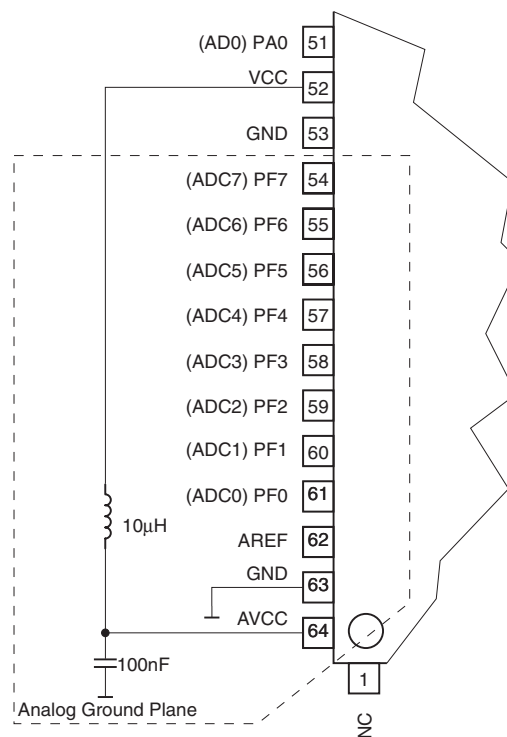 (AD0) PA0 51
VCC 52
GND 53
(ADC7) PF7 54
(ADC6) PF6 55
(ADC5) PF5 56
(ADC4) PF4 57
(ADC3) PF3 58
(ADC2) PF2 59
(ADC1) PF1 60
(ADC0) PF0 61
10μH
AREF 62
GND 63
AVCC 64
100nF
1
Analog Ground Plane
NC